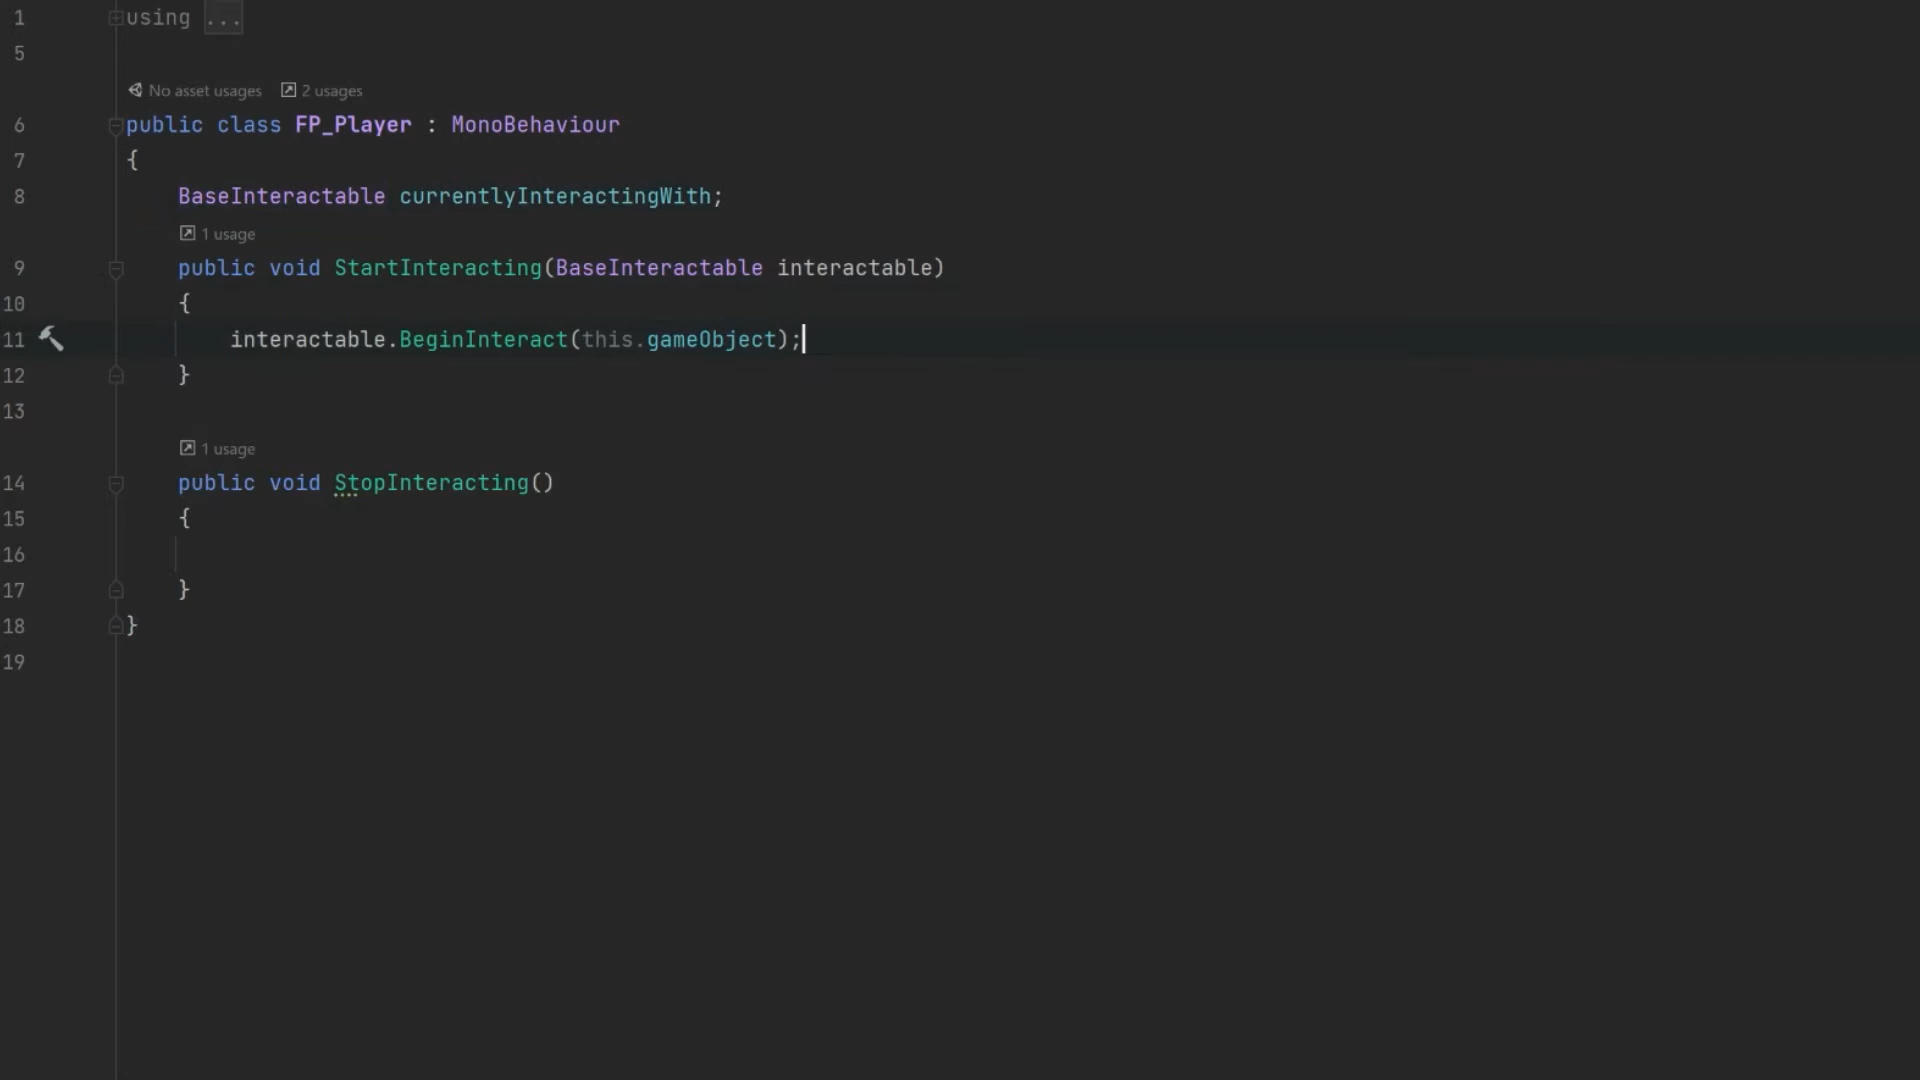 1 using ...
5
No asset usages 2 usages
6 public class FP_Player : MonoBehaviour
7 {
8 BaseInteractable currentlyInteractingWith;
1 usage
9 public void StartInteracting(BaseInteractable interactable)
10 {
11 interactable.BeginInteract(this.gameObject);
12 }
13
1 usage
14 public void StopInteracting()
15 {
16
17 }
18 }
19